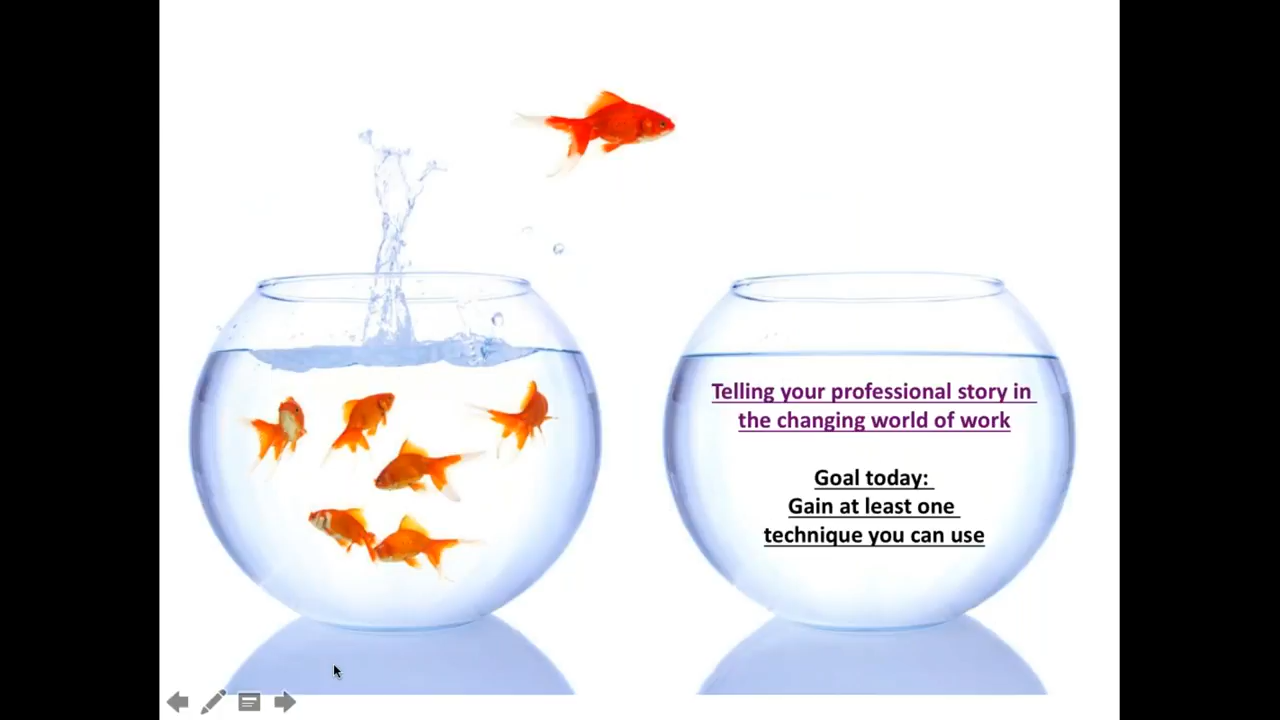 Telling your professional story in
the changing world of work
Goal today:
Gain at least one
technique you can use